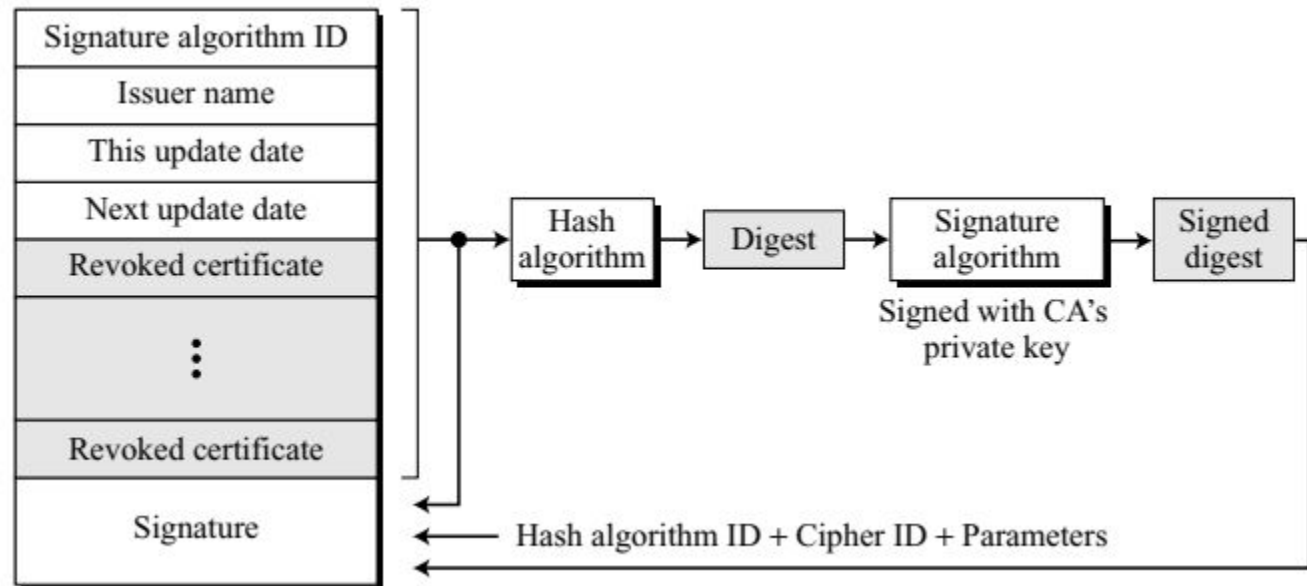 Signature algorithm ID
Issuer name
This update date
Next update date
Revoked certificate
Revoked certificate
Signature
Hash
algorithm
Digest
Signature
algorithm
Signed
digest
Signed with CA’s
private key
Hash algorithm ID + Cipher ID + Parameters